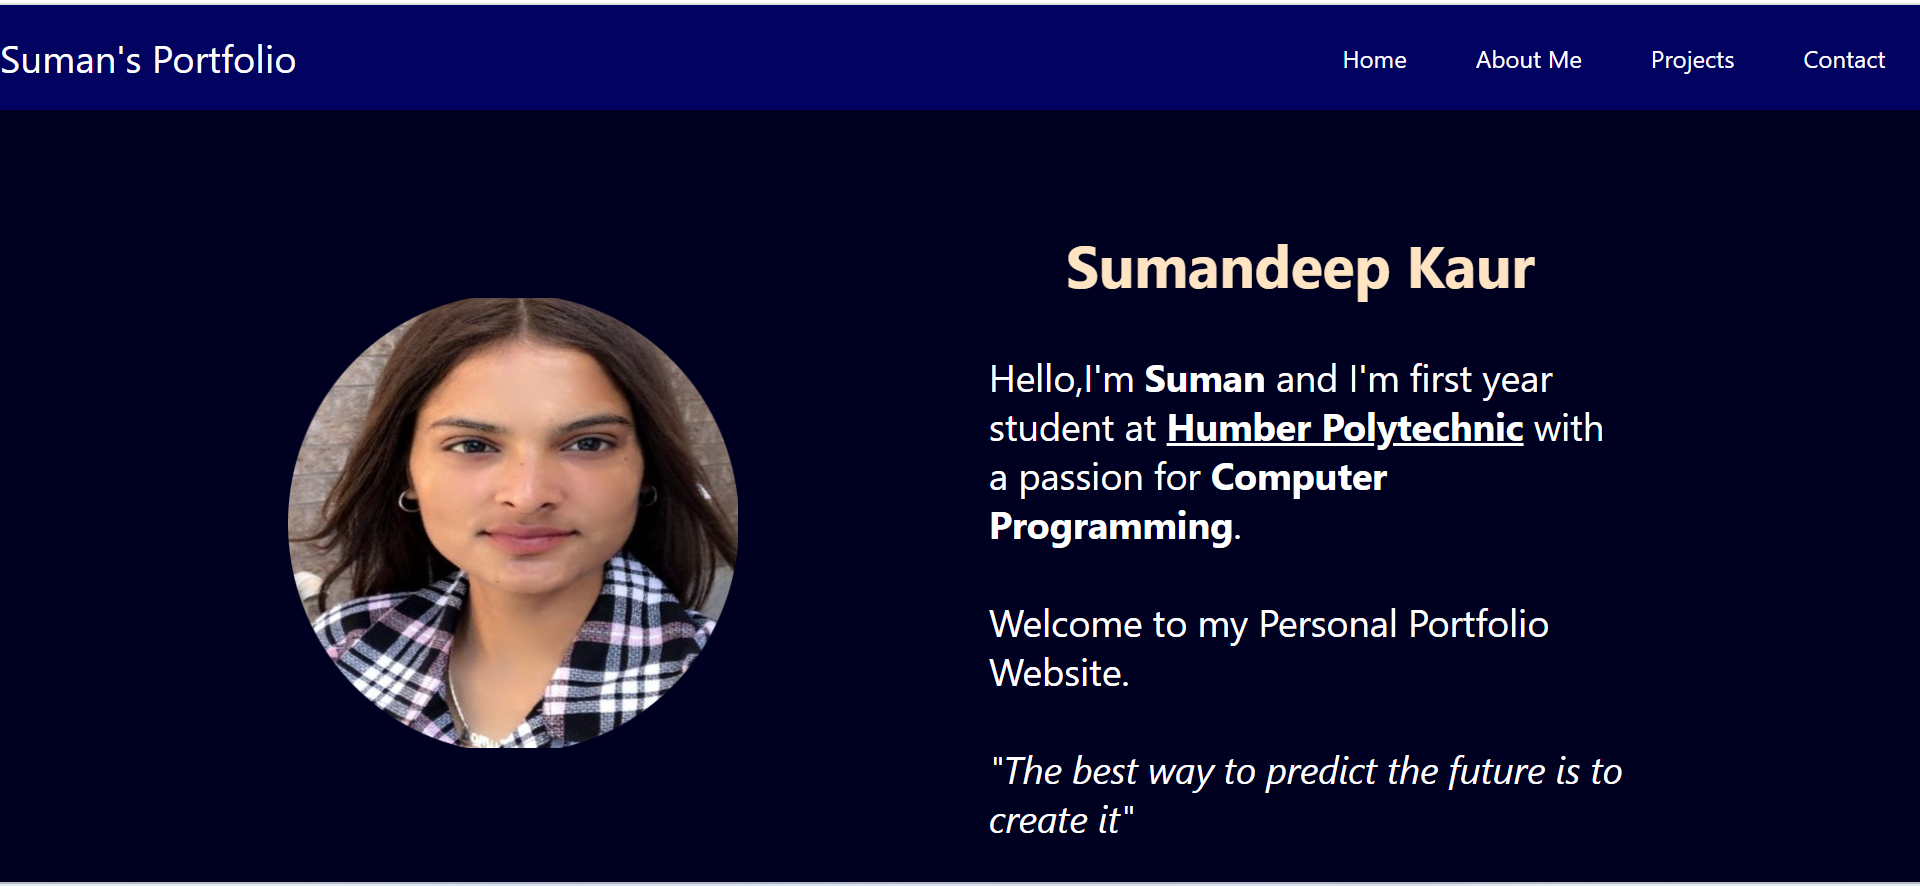 Suman's Portfolio
Home About Me Projects Contact
Sumandeep Kaur
Hello,I'm Suman and I'm first year
student at Humber Polytechnic with
a passion for Computer
Programming.
Welcome to my Personal Portfolio
Website.
"The best way to predict the future is to
create it"